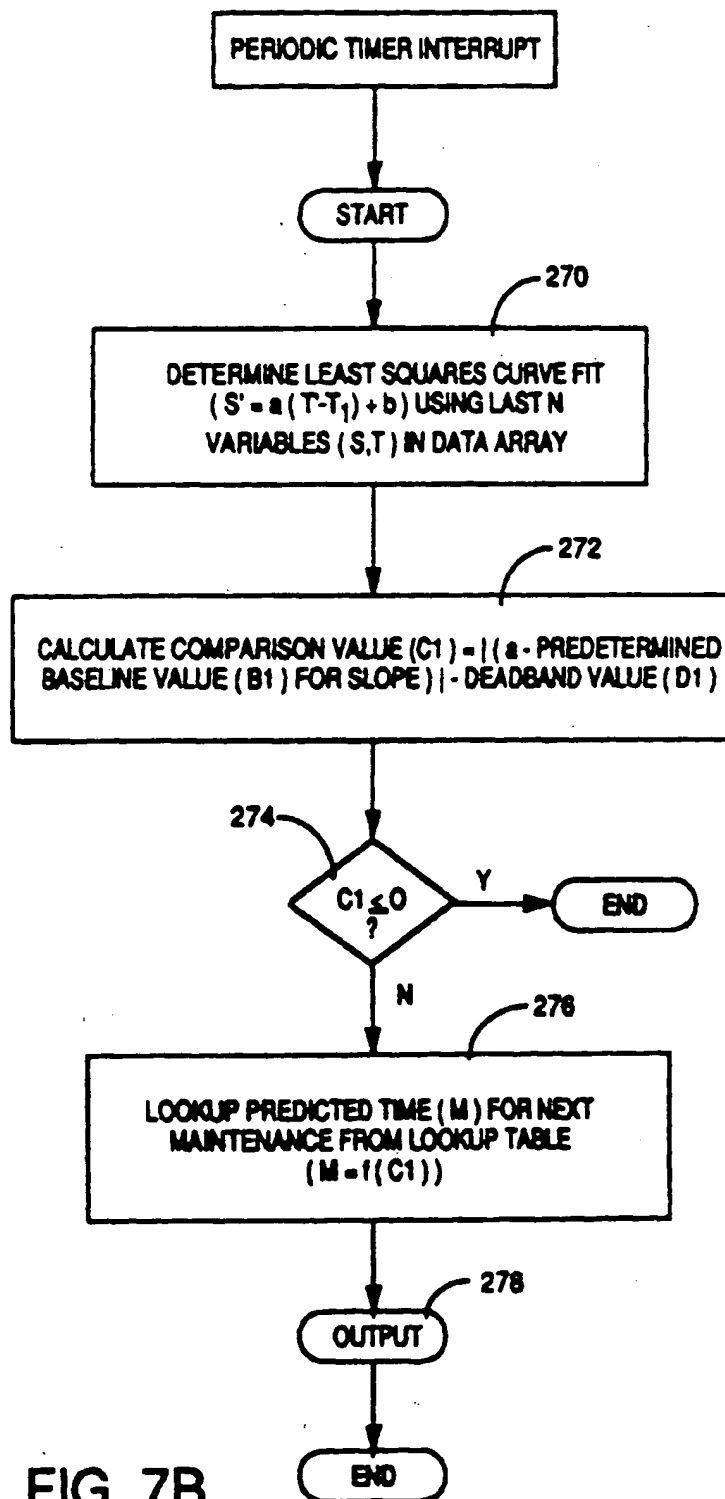 PERIODIC TIMER INTERRUPT
START
270
DETERMINE LEAST SQUARES CURVE FIT
( S' = a ( T'-T₁) + b ) USING LAST N
VARIABLES ( S,T ) IN DATA ARRAY
272
CALCULATE COMPARISON VALUE (C1 ) = | ( a - PREDETERMINED
BASELINE VALUE ( B1 ) FOR SLOPE ) | - DEADBAND VALUE ( D1 )
274
C1 ≤ 0
?
Y
END
N
276
LOOKUP PREDICTED TIME ( M ) FOR NEXT
MAINTENANCE FROM LOOKUP TABLE
( M = f ( C1 ) )
278
OUTPUT
END
FIG. 7B